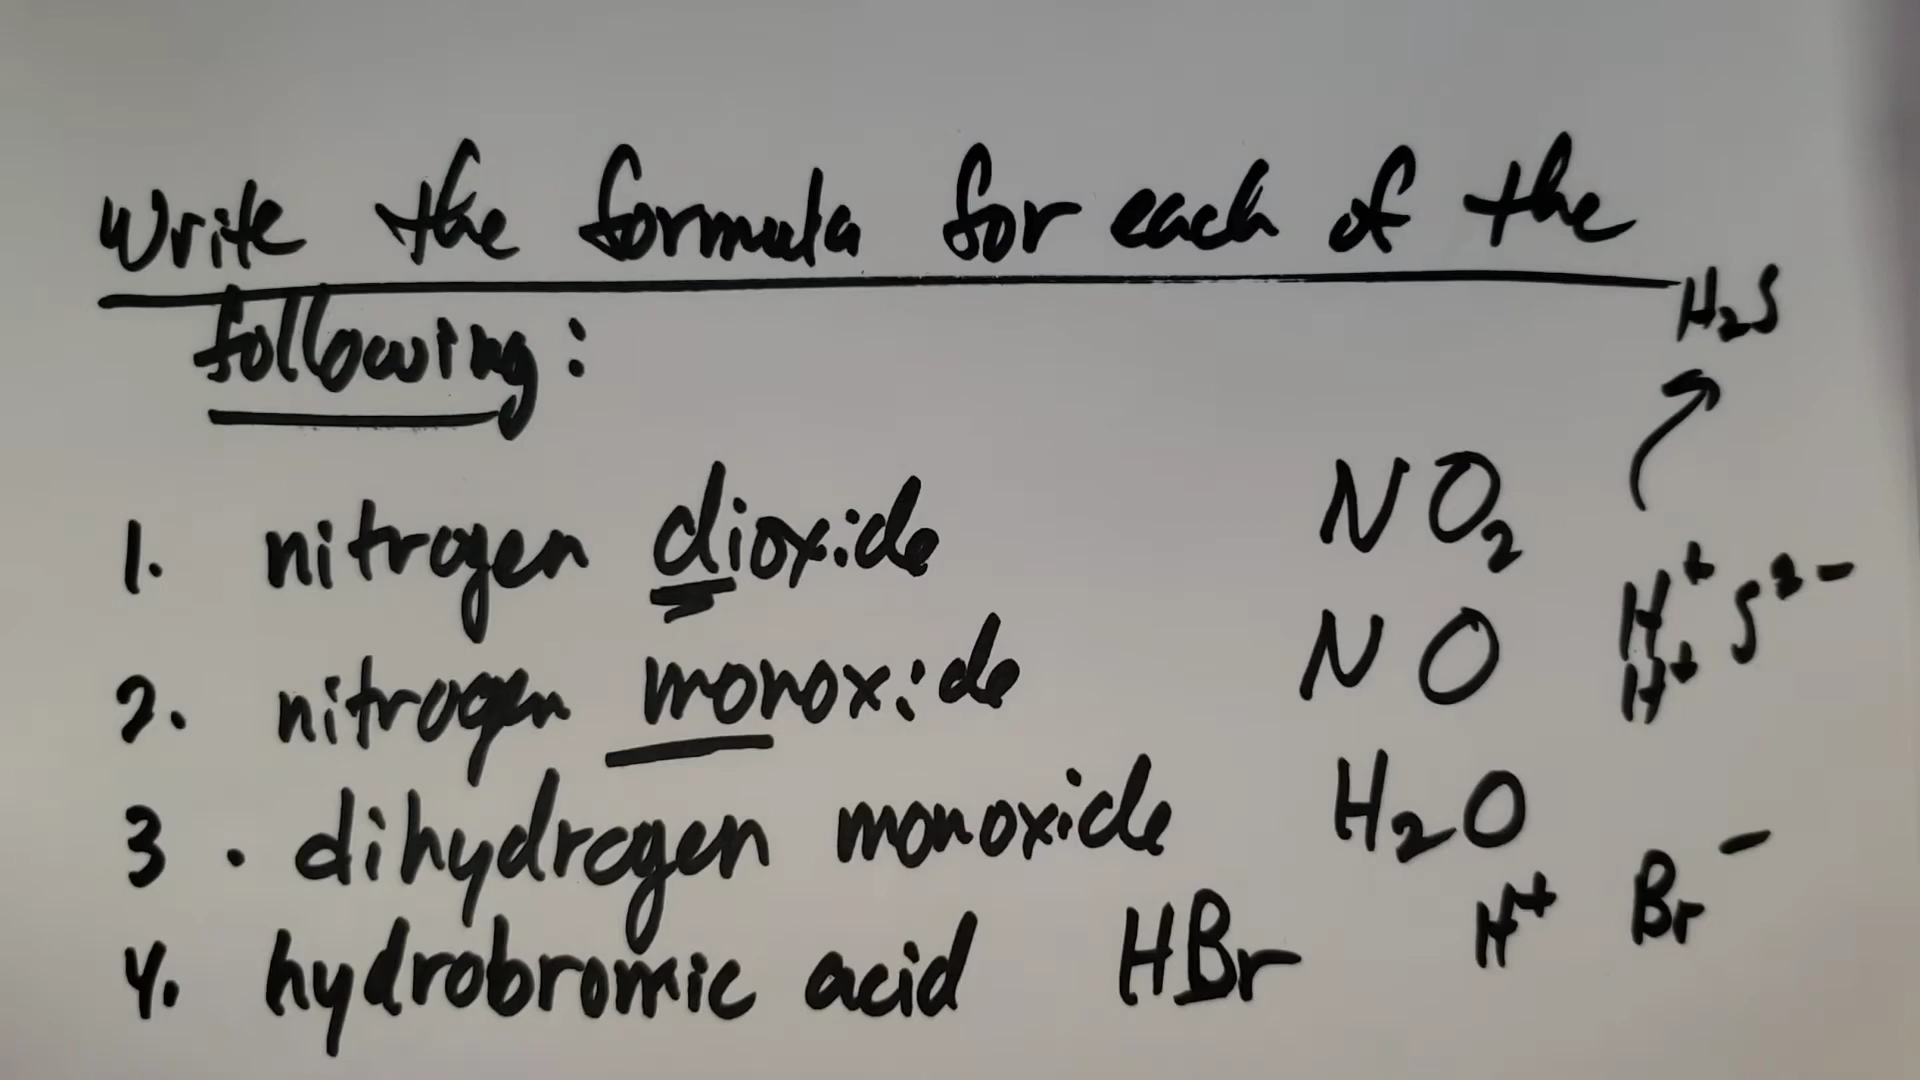 Write the formula for each of the
following:
H₂S
1. nitrogen dioxide NO₂
H⁺ S²⁻
H⁺
2. nitrogen monoxide NO
3. dihydrogen monoxide H₂O
H⁺ Br⁻
4. hydrobromic acid HBr